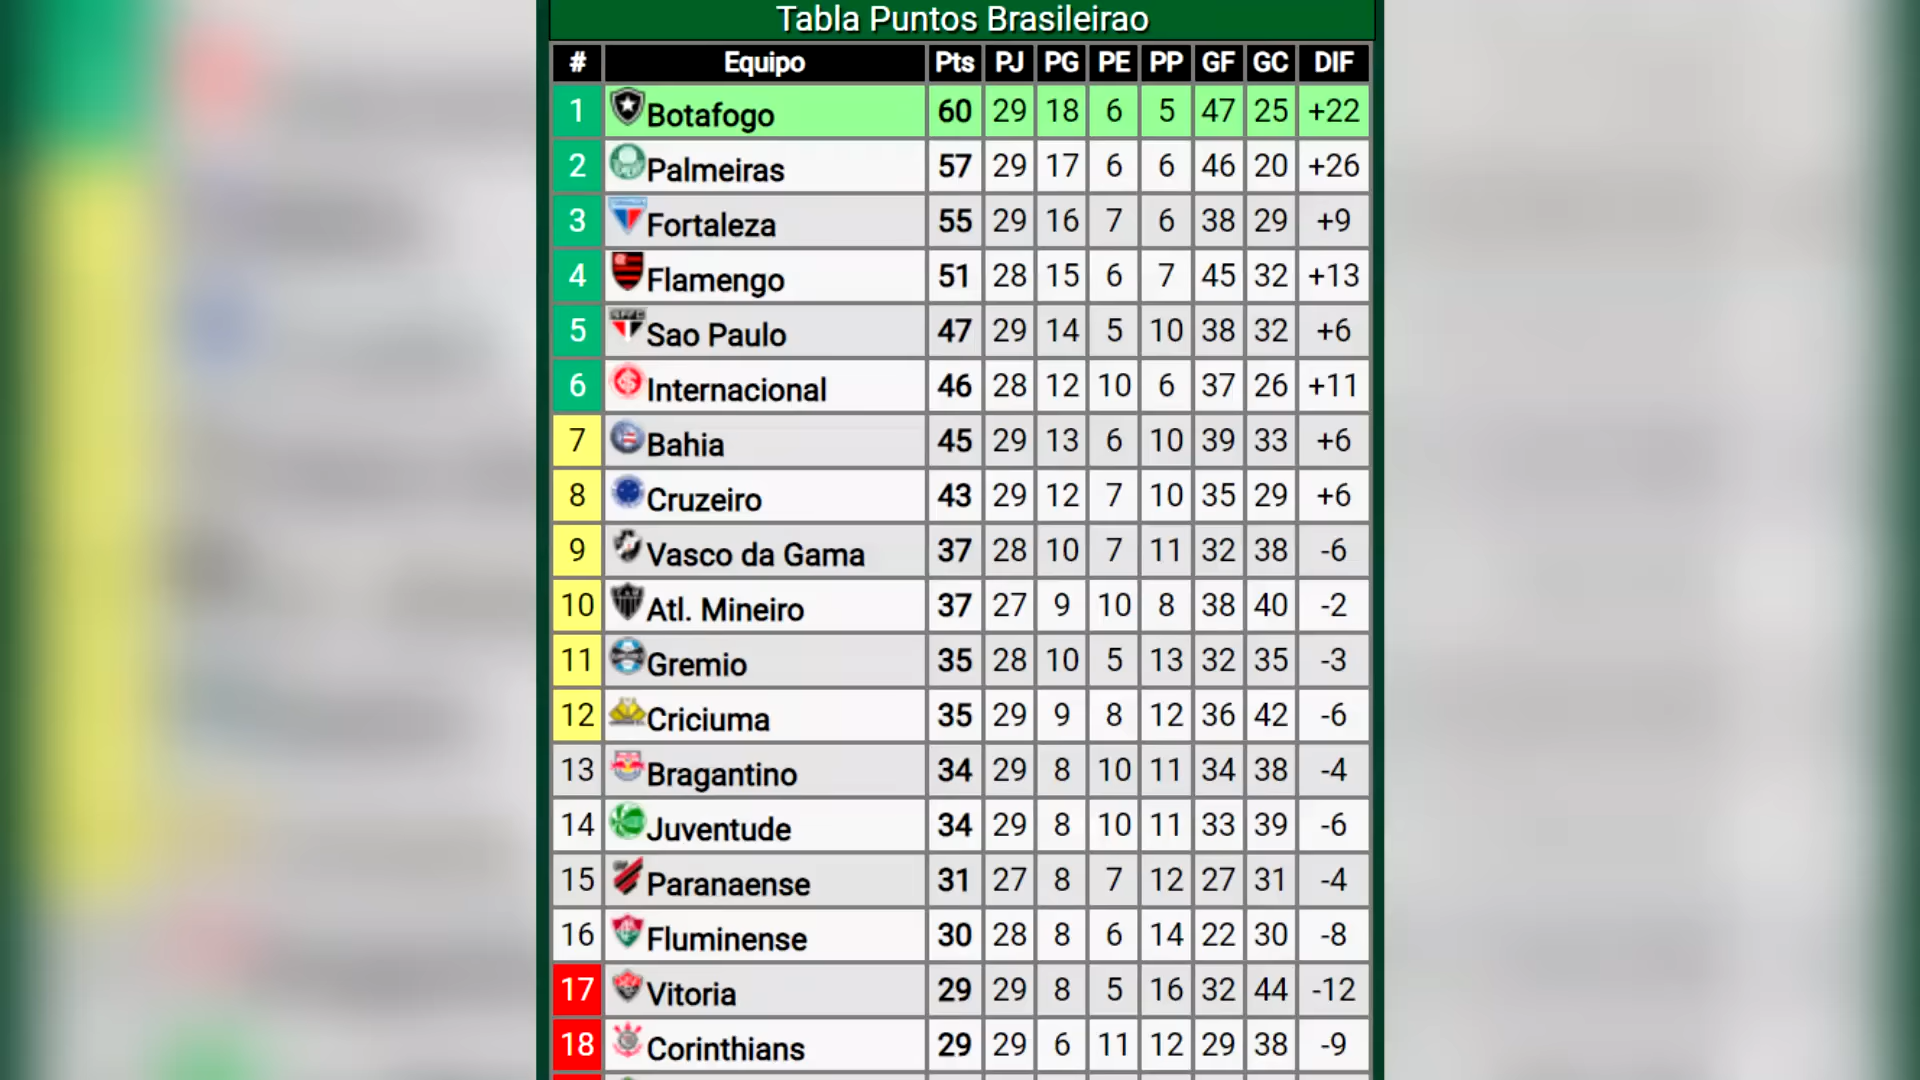 Tabla Puntos Brasileirao
# Equipo Pts PJ PG PE PP GF GC DIF
1 Botafogo 60 29 18 6 5 47 25 +22
2 Palmeiras 57 29 17 6 6 46 20 +26
3 Fortaleza 55 29 16 7 6 38 29 +9
4 Flamengo 51 28 15 6 7 45 32 +13
5 Sao Paulo 47 29 14 5 10 38 32 +6
6 Internacional 46 28 12 10 6 37 26 +11
7 Bahia 45 29 13 6 10 39 33 +6
8 Cruzeiro 43 29 12 7 10 35 29 +6
9 Vasco da Gama 37 28 10 7 11 32 38 -6
10 Atl. Mineiro 37 27 9 10 8 38 40 -2
11 Gremio 35 28 10 5 13 32 35 -3
12 Criciuma 35 29 9 8 12 36 42 -6
13 Bragantino 34 29 8 10 11 34 38 -4
14 Juventude 34 29 8 10 11 33 39 -6
15 Paranaense 31 27 8 7 12 27 31 -4
16 Fluminense 30 28 8 6 14 22 30 -8
17 Vitoria 29 29 8 5 16 32 44 -12
18 Corinthians 29 29 6 11 12 29 38 -9